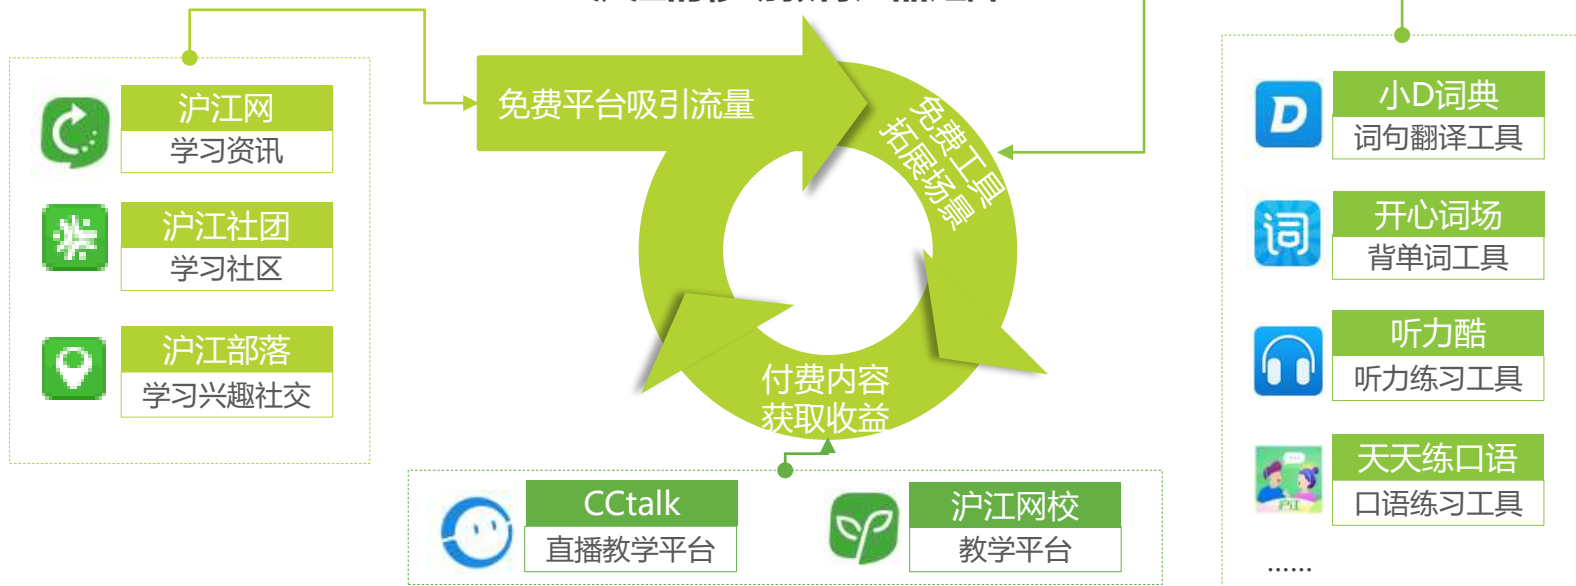 沪江网
学习资讯
沪江社团
学习社区
沪江部落
学习兴趣社交
免费平台吸引流量
免费工具
拓展场景
付费内容
获取收益
CCtalk
直播教学平台
沪江网校
教学平台
小D词典
词句翻译工具
开心词场
背单词工具
听力酷
听力练习工具
天天练口语
口语练习工具
……